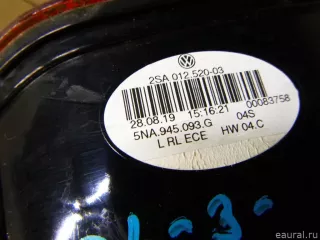 2SA.012.520-03
28.08.19 15:16:21 00083758
5NA.945.093.G 04S
L RL ECE HW 04.C
-3-
eaural.ru